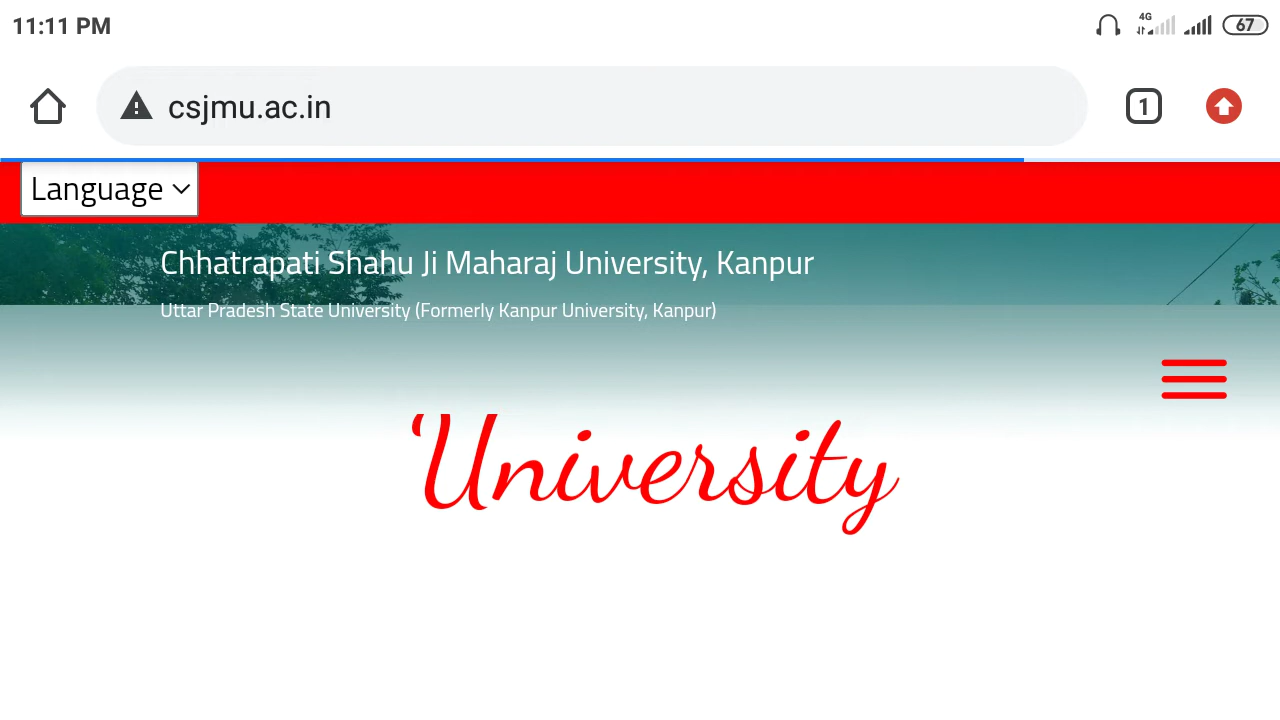 11:11 PM
4G
67
csjmu.ac.in
1
Language
Chhatrapati Shahu Ji Maharaj University, Kanpur
Uttar Pradesh State University (Formerly Kanpur University, Kanpur)
University